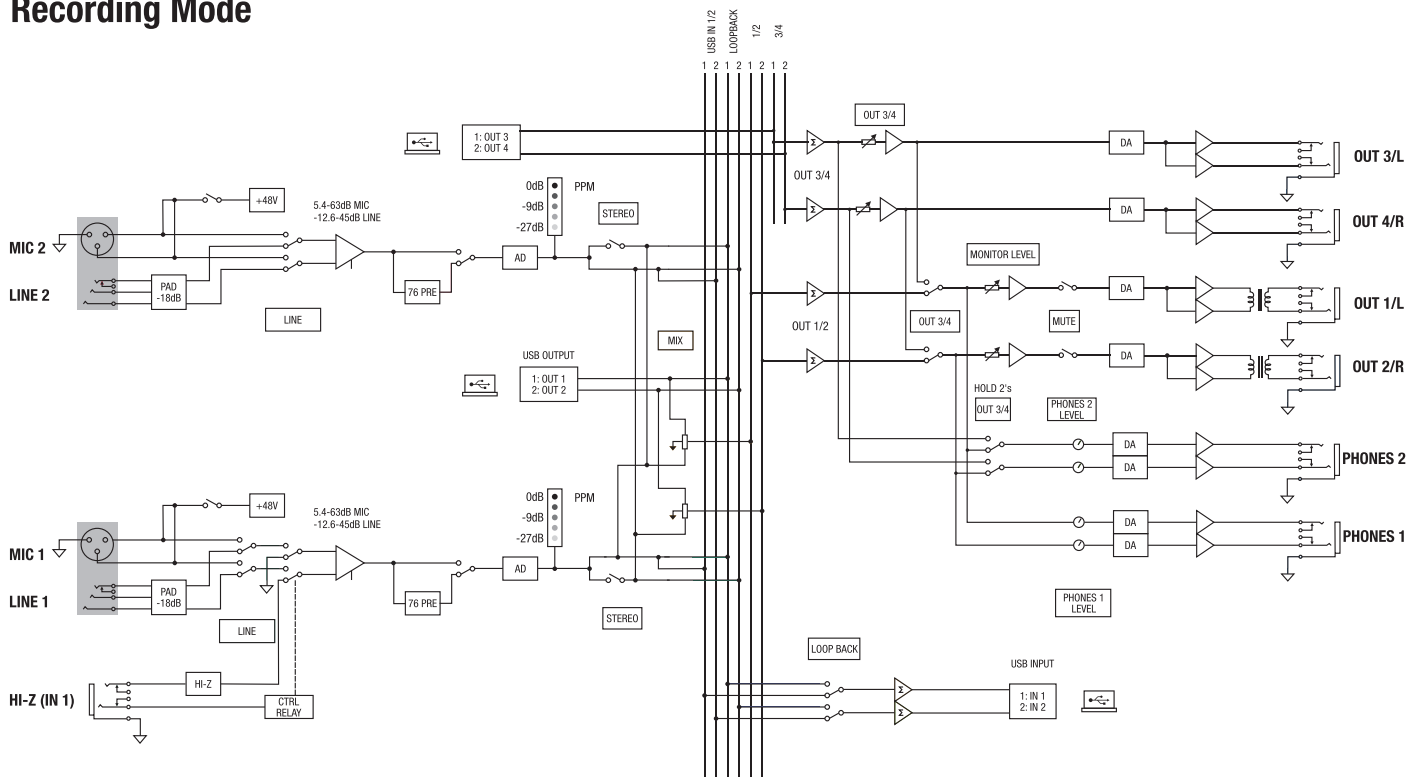 Recording Mode
USB IN 1/2
LOOPBACK
1/2
3/4
1 2 1 2 1 2 1 2
OUT 3/4
1: OUT 3
2: OUT 4
DA
OUT 3/L
Σ
OUT 3/4
0dB
PPM
-9dB
-27dB
STEREO
+48V
5.4-63dB MIC
-12.6-45dB LINE
Σ
DA
OUT 4/R
MIC 2
AD
MONITOR LEVEL
LINE 2
PAD
-18dB
76 PRE
Σ
DA
OUT 1/L
LINE
OUT 1/2
OUT 3/4
MUTE
MIX
USB OUTPUT
1: OUT 1
2: OUT 2
Σ
DA
OUT 2/R
HOLD 2's
OUT 3/4
PHONES 2
LEVEL
DA
DA
PHONES 2
0dB
PPM
-9dB
-27dB
+48V
5.4-63dB MIC
-12.6-45dB LINE
DA
DA
PHONES 1
MIC 1
AD
LINE 1
PAD
-18dB
76 PRE
PHONES 1
LEVEL
LINE
STEREO
LOOP BACK
USB INPUT
HI-Z (IN 1)
HI-Z
CTRL
RELAY
Σ
Σ
1: IN 1
2: IN 2